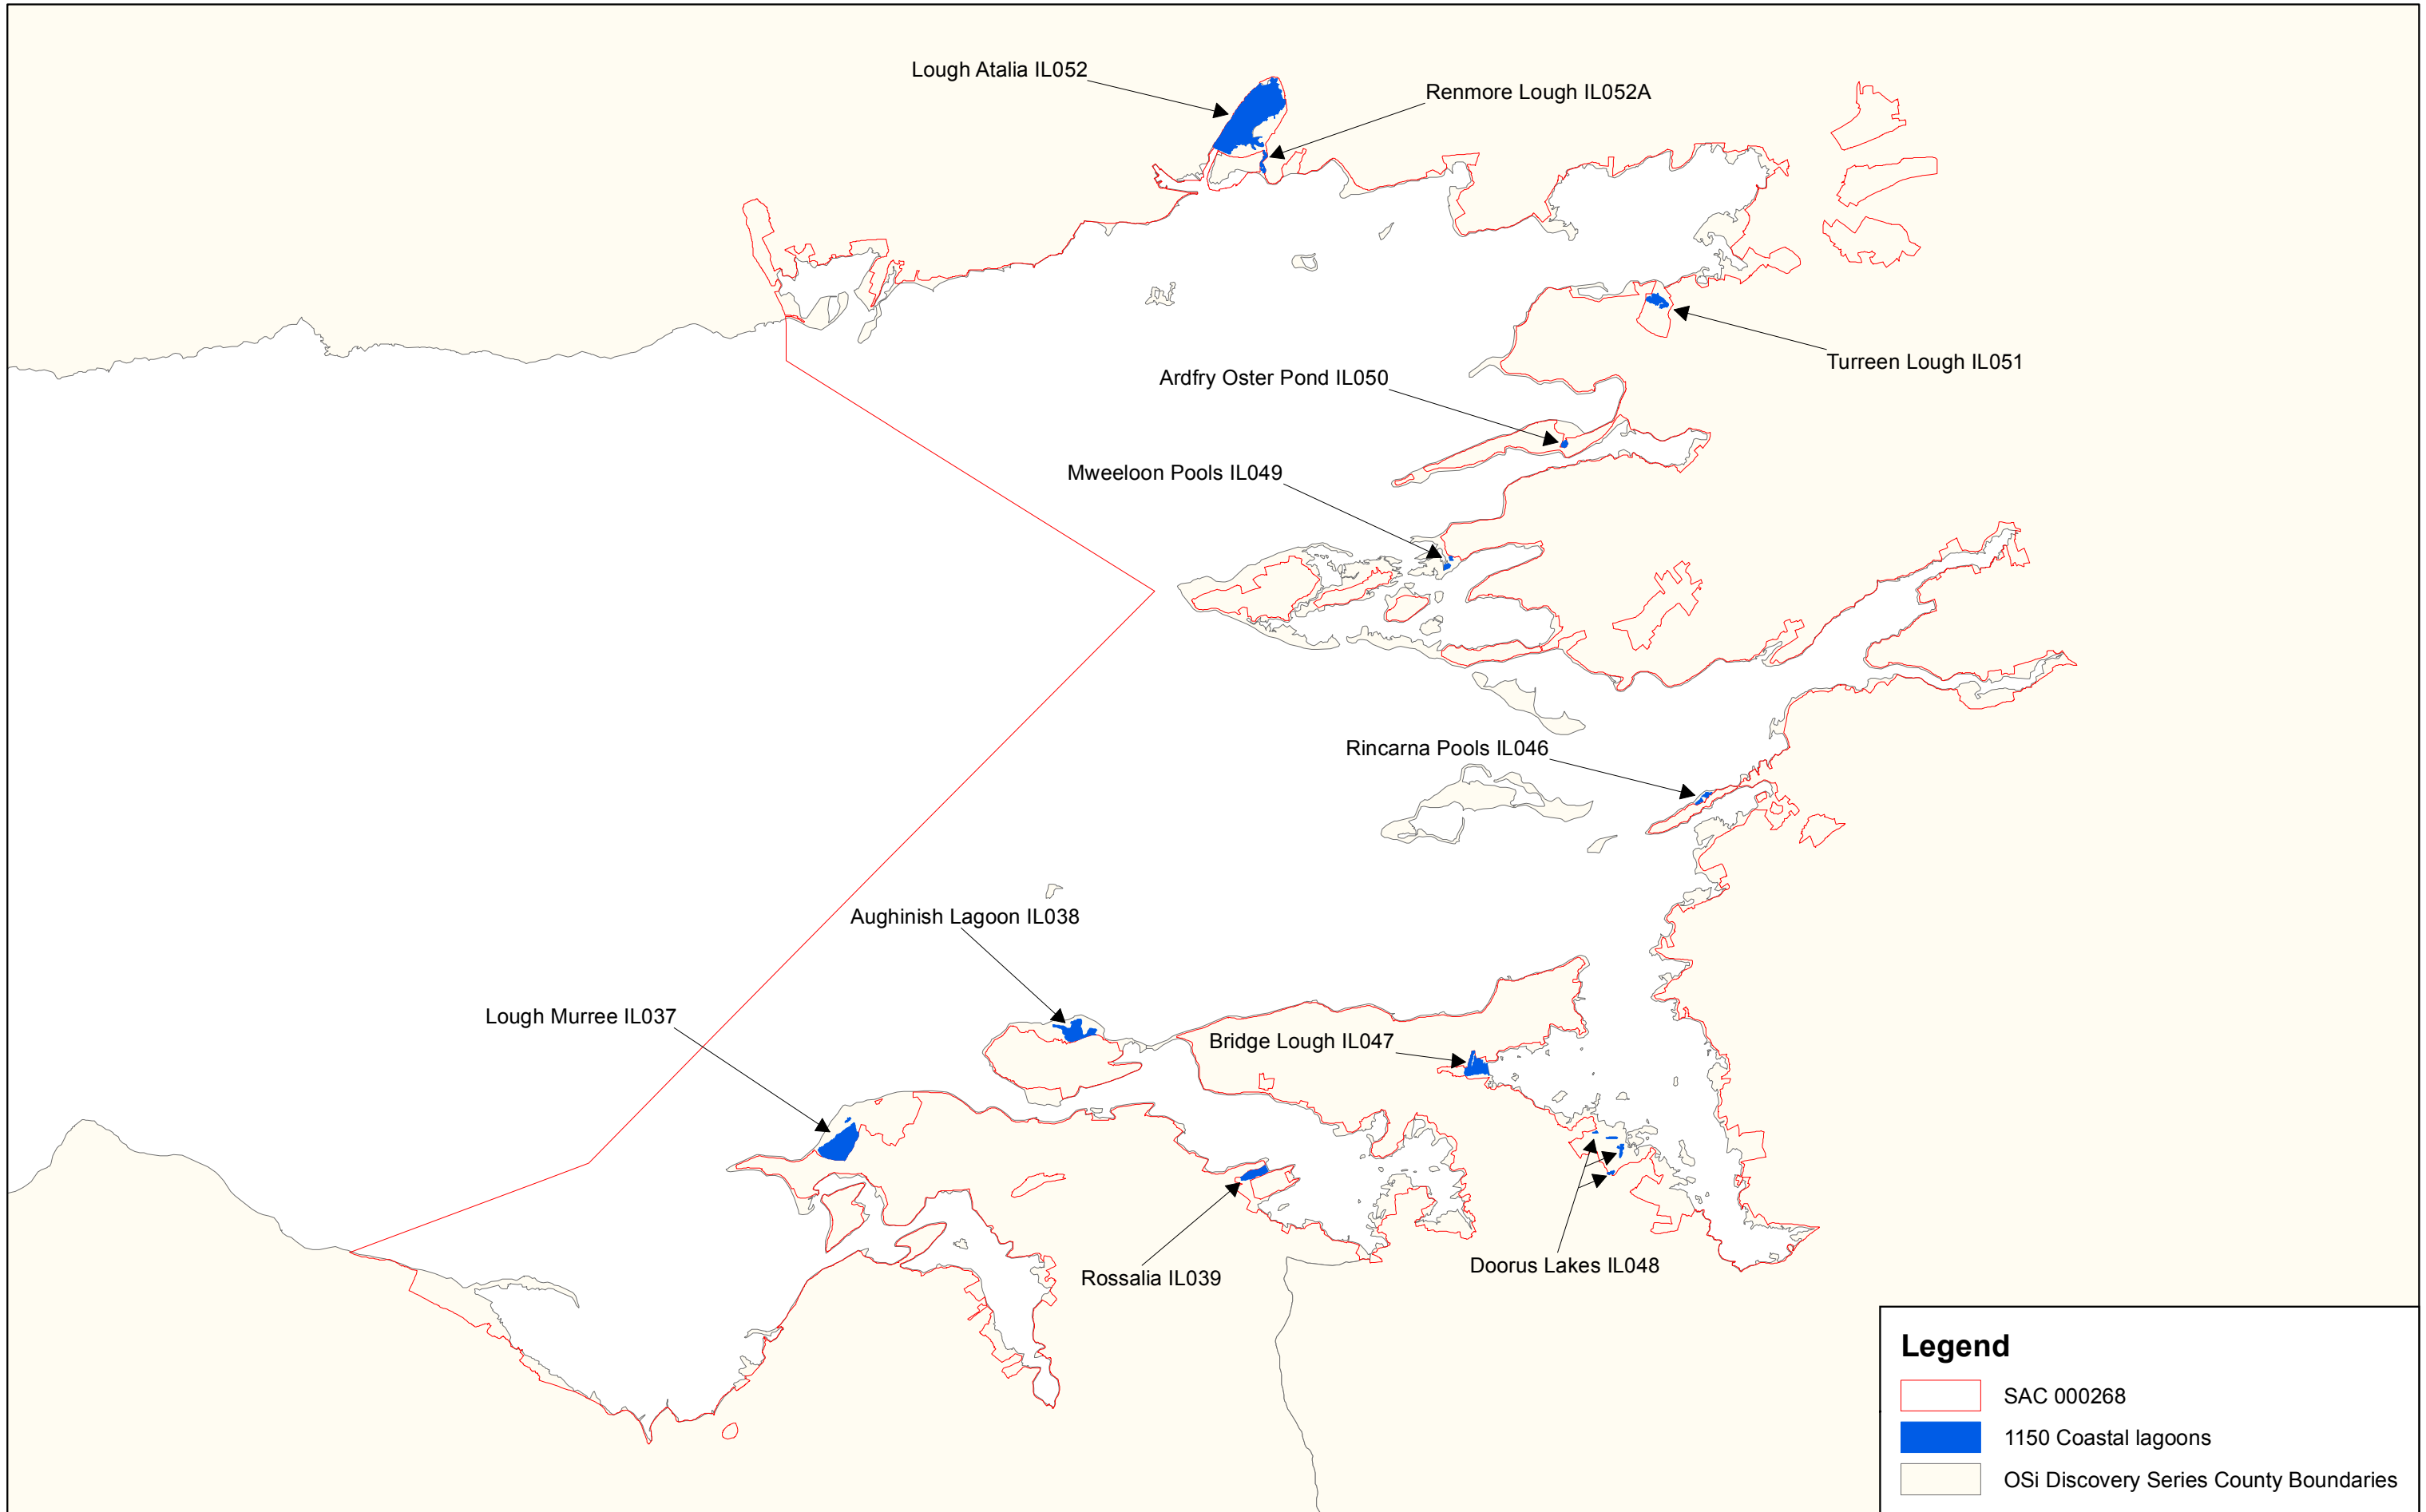 Lough Atalia IL052
Renmore Lough IL052A
Turreen Lough IL051
Ardfry Oster Pond IL050
Mweeloon Pools IL049
Rincarna Pools IL046
Aughinish Lagoon IL038
Lough Murree IL037
Bridge Lough IL047
Doorus Lakes IL048
Rossalia IL039
Legend
SAC 000268
1150 Coastal lagoons
OSi Discovery Series County Boundaries